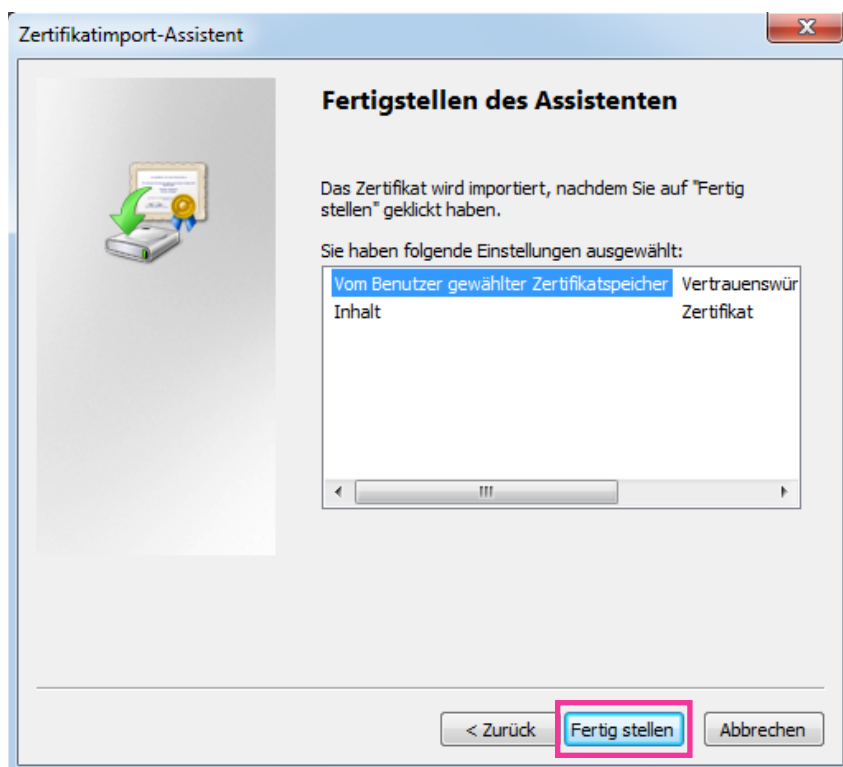 Zertifikatimport-Assistent
Fertigstellen des Assistenten
Das Zertifikat wird importiert, nachdem Sie auf "Fertig
stellen" geklickt haben.
Sie haben folgende Einstellungen ausgewählt:
Vom Benutzer gewählter Zertifikatspeicher Vertrauenswür
Inhalt Zertifikat
< Zurück Fertig stellen Abbrechen